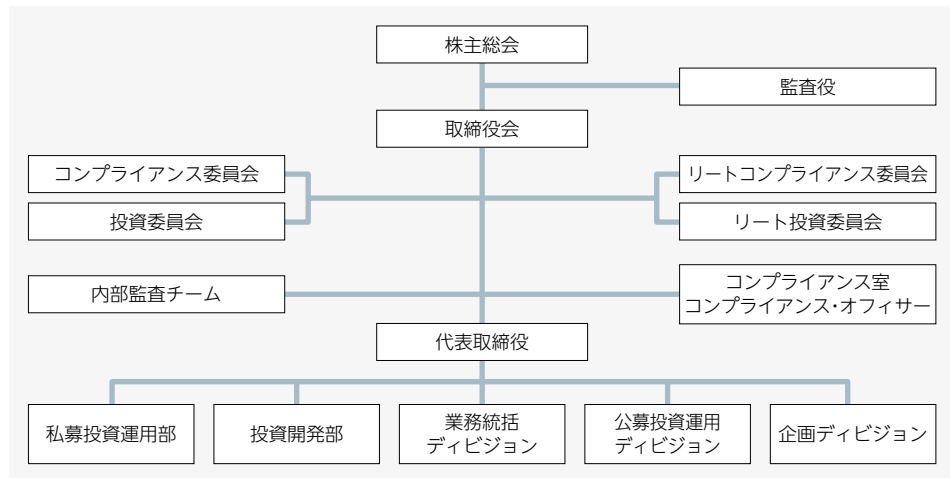 株主総会
監査役
取締役会
コンプライアンス委員会
リートコンプライアンス委員会
投資委員会
リート投資委員会
内部監査チーム
コンプライアンス室
コンプライアンス・オフィサー
代表取締役
私募投資運用部
投資開発部
業務統括
ディビジョン
公募投資運用
ディビジョン
企画ディビジョン